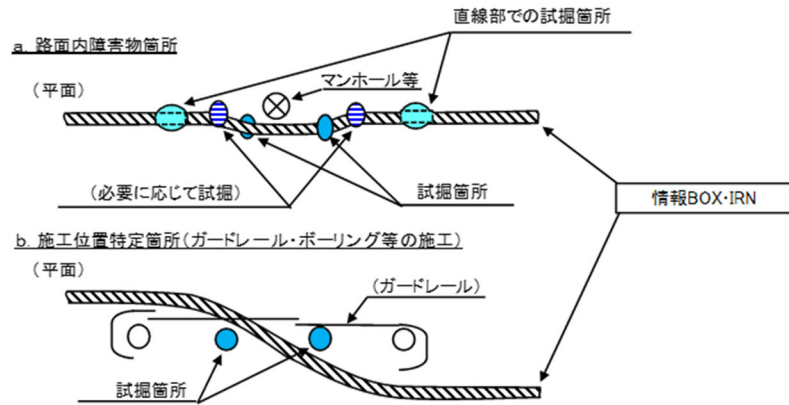 直線部での試掘箇所
a. 路面内障害物箇所
マンホール等
(平面)
(必要に応じて試掘)
試掘箇所
情報BOX・IRN
b. 施工位置特定箇所(ガードレール・ボーリング等の施工)
(平面)
(ガードレール)
試掘箇所